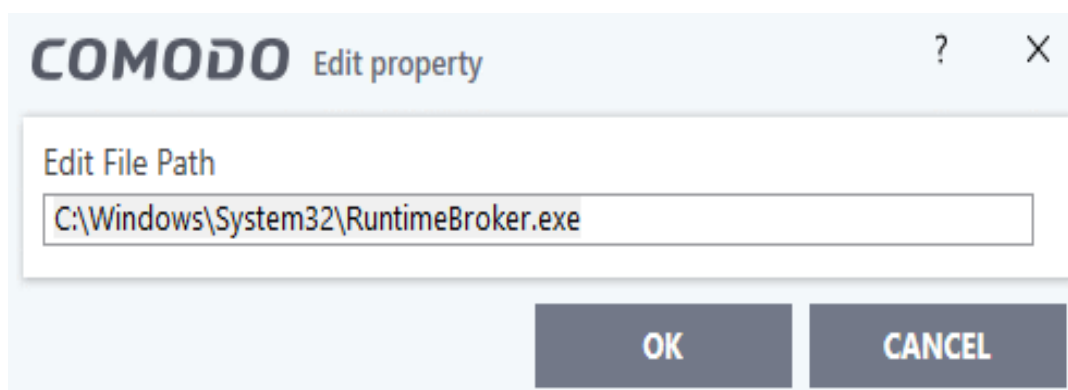 COMODO Edit property ? X
Edit File Path
C:\Windows\System32\RuntimeBroker.exe
OK CANCEL